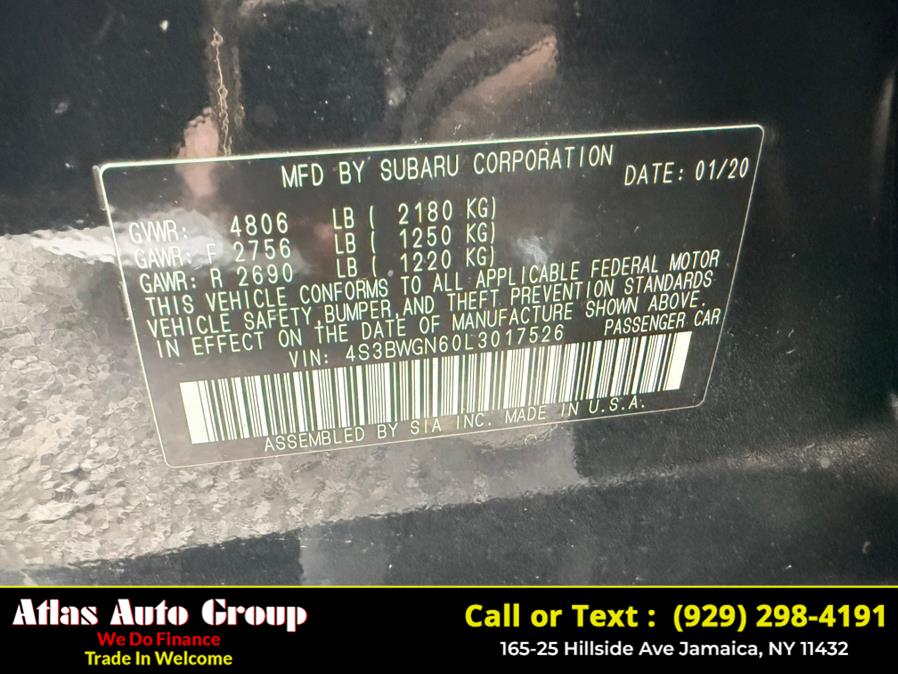 MFD BY SUBARU CORPORATION DATE: 01/20
GVWR: 4806 LB ( 2180 KG)
GAWR: F 2756 LB ( 1250 KG)
GAWR: R 2690 LB ( 1220 KG)
THIS VEHICLE CONFORMS TO ALL APPLICABLE FEDERAL MOTOR
VEHICLE SAFETY, BUMPER, AND THEFT PREVENTION STANDARDS
IN EFFECT ON THE DATE OF MANUFACTURE SHOWN ABOVE.
VIN: 4S3BWGN60L3017526 PASSENGER CAR
ASSEMBLED BY SIA INC. MADE IN U.S.A.
Atlas Auto Group
We Do Finance
Trade In Welcome
Call or Text : (929) 298-4191
165-25 Hillside Ave Jamaica, NY 11432